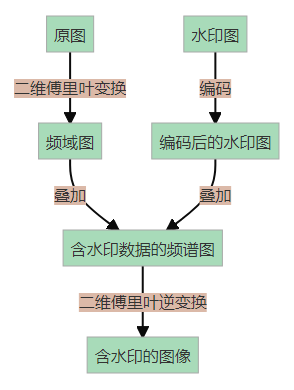 原图
水印图
二维傅里叶变换
编码
频域图
编码后的水印图
叠加
叠加
含水印数据的频谱图
二维傅里叶逆变换
含水印的图像